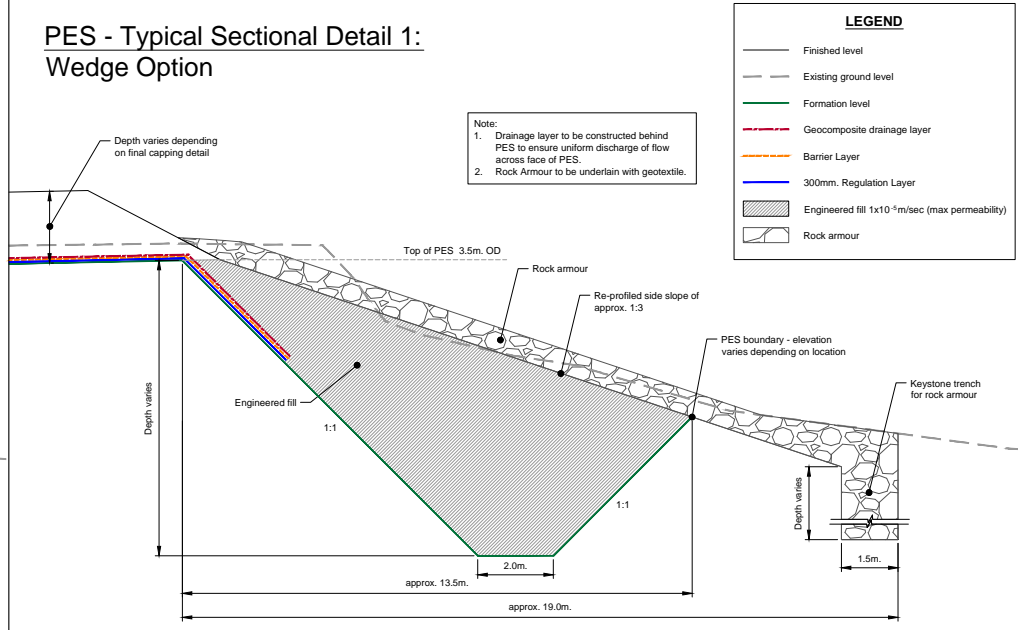 PES - Typical Sectional Detail 1:
Wedge Option
LEGEND
Finished level
Existing ground level
Formation level
Geocomposite drainage layer
Barrier Layer
300mm. Regulation Layer
Engineered fill 1x10⁻⁵m/sec (max permeability)
Rock armour
Note:
1. Drainage layer to be constructed behind
PES to ensure uniform discharge of flow
across face of PES.
2. Rock Armour to be underlain with geotextile.
Depth varies depending
on final capping detail
Top of PES 3.5m. OD
Rock armour
Re-profiled side slope of
approx. 1:3
PES boundary - elevation
varies depending on location
Keystone trench
for rock armour
Engineered fill
Depth varies
1:1
1:1
Depth varies
2.0m.
1.5m.
approx. 13.5m.
approx. 19.0m.